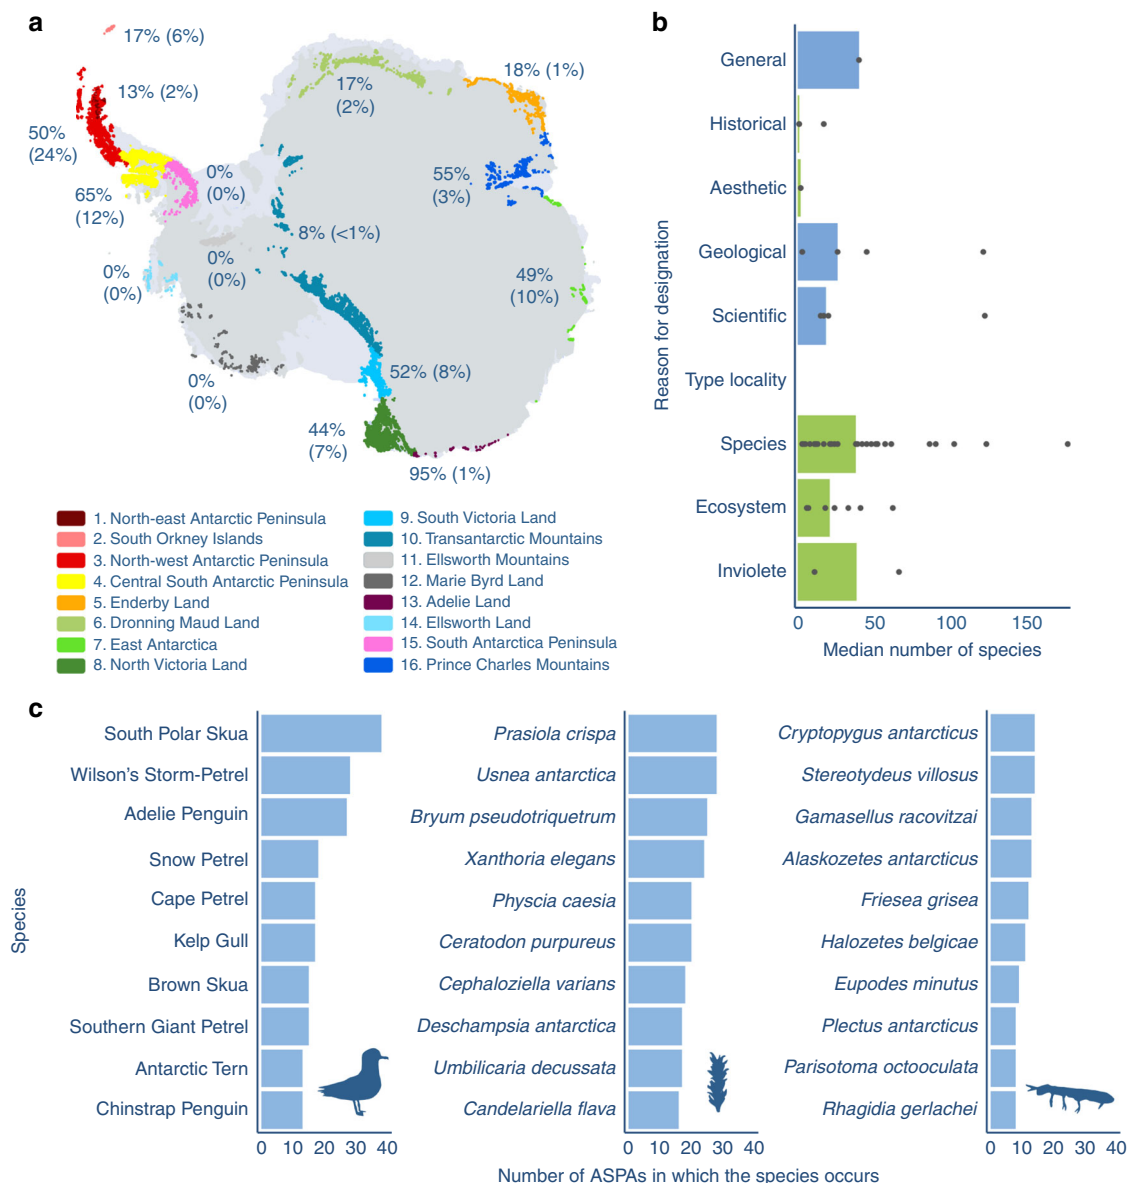 a
17% (6%)
13% (2%)
50%
(24%)
65%
(12%)
0%
(0%)
17%
(2%)
18% (1%)
55%
(3%)
8% (<1%)
0%
(0%)
0%
(0%)
49%
(10%)
0%
(0%)
52% (8%)
44%
(7%)
95% (1%)
1. North-east Antarctic Peninsula
2. South Orkney Islands
3. North-west Antarctic Peninsula
4. Central South Antarctic Peninsula
5. Enderby Land
6. Dronning Maud Land
7. East Antarctica
8. North Victoria Land
9. South Victoria Land
10. Transantarctic Mountains
11. Ellsworth Mountains
12. Marie Byrd Land
13. Adelie Land
14. Ellsworth Land
15. South Antarctica Peninsula
16. Prince Charles Mountains
b
Reason for designation
General
Historical
Aesthetic
Geological
Scientific
Type locality
Species
Ecosystem
Inviolete
0 50 100 150
Median number of species
c
Species
South Polar Skua
Wilson's Storm-Petrel
Adelie Penguin
Snow Petrel
Cape Petrel
Kelp Gull
Brown Skua
Southern Giant Petrel
Antarctic Tern
Chinstrap Penguin
0 10 20 30 40
Prasiola crispa
Usnea antarctica
Bryum pseudotriquetrum
Xanthoria elegans
Physcia caesia
Ceratodon purpureus
Cephaloziella varians
Deschampsia antarctica
Umbilicaria decussata
Candelariella flava
0 10 20 30 40
Cryptopygus antarcticus
Stereotydeus villosus
Gamasellus racovitzai
Alaskozetes antarcticus
Friesea grisea
Halozetes belgicae
Eupodes minutus
Plectus antarcticus
Parisotoma octooculata
Rhagidia gerlachei
0 10 20 30 40
Number of ASPAs in which the species occurs